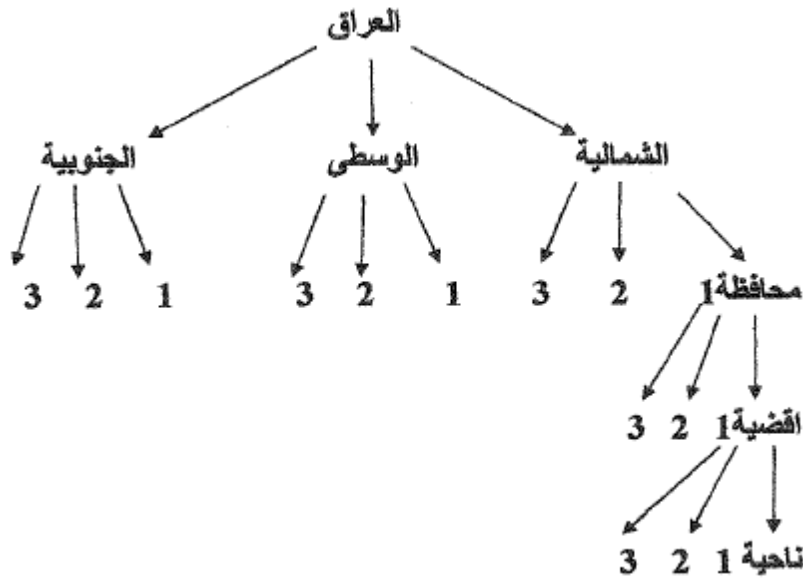 العراق
الشمالية الوسطى الجنوبية
محافظة1 2 3 1 2 3 1 2 3
اقضية1 2 3
ناحية 1 2 3